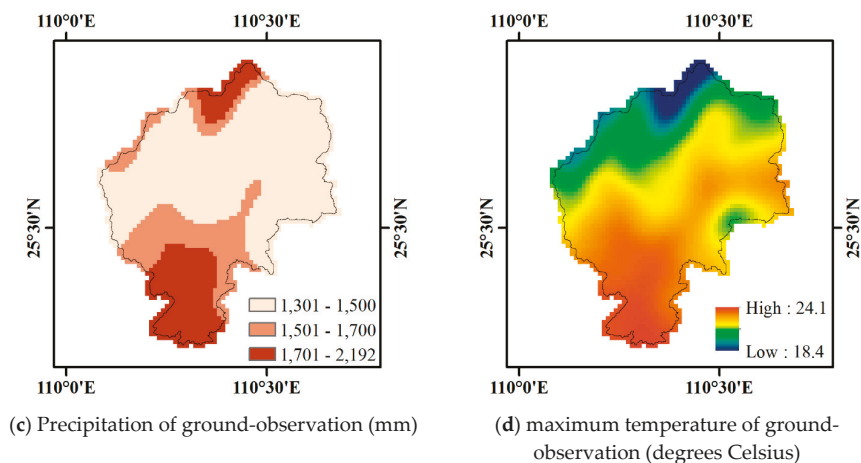 110°0'E 110°30'E
25°30'N
1,301 - 1,500
1,501 - 1,700
1,701 - 2,192
110°0'E 110°30'E
(c) Precipitation of ground-observation (mm)
110°0'E 110°30'E
25°30'N
25°30'N
High : 24.1
Low : 18.4
110°0'E 110°30'E
(d) maximum temperature of ground-
observation (degrees Celsius)